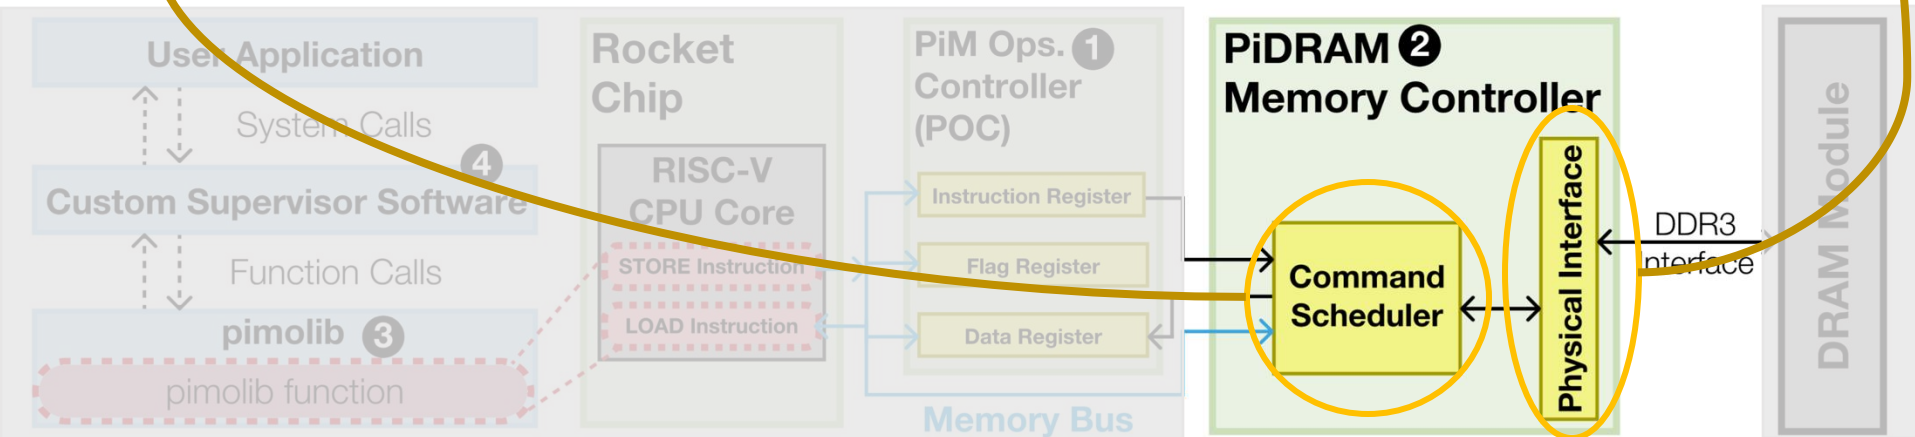 User Application
System Calls
4
Custom Supervisor Software
Function Calls
pimolib 3
pimolib function
Rocket
Chip
RISC-V
CPU Core
STORE Instruction
LOAD Instruction
PiM Ops. 1
Controller
(POC)
Instruction Register
Flag Register
Data Register
Memory Bus
PiDRAM 2
Memory Controller
Command
Scheduler
Physical Interface
DDR3
Interface
DRAM Module